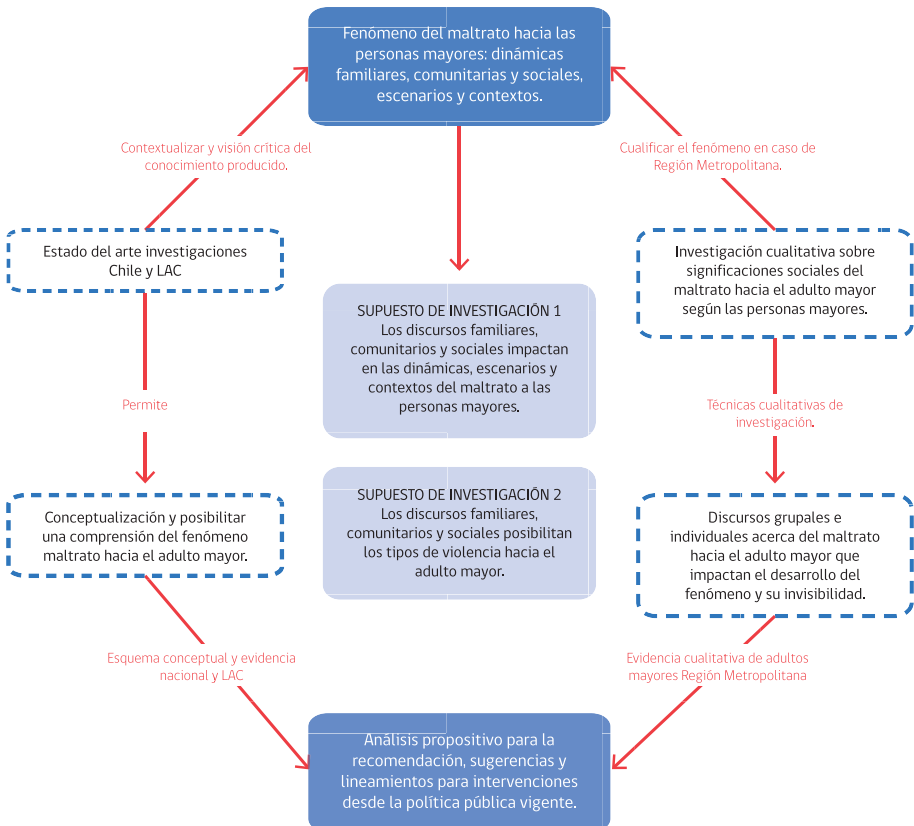 Fenómeno del maltrato hacia las
personas mayores: dinámicas
familiares, comunitarias y sociales,
escenarios y contextos.
Contextualizar y visión crítica del
conocimiento producido.
Cualificar el fenómeno en caso de
Región Metropolitana.
Estado del arte investigaciones
Chile y LAC
Investigación cualitativa sobre
significaciones sociales del
maltrato hacia el adulto mayor
según las personas mayores.
SUPUESTO DE INVESTIGACIÓN 1
Los discursos familiares,
comunitarios y sociales impactan
en las dinámicas, escenarios y
contextos del maltrato a las
personas mayores.
Permite
Técnicas cualitativas de
investigación.
SUPUESTO DE INVESTIGACIÓN 2
Los discursos familiares,
comunitarios y sociales posibilitan
los tipos de violencia hacia el
adulto mayor.
Conceptualización y posibilitar
una comprensión del fenómeno
maltrato hacia el adulto mayor.
Discursos grupales e
individuales acerca del maltrato
hacia el adulto mayor que
impactan el desarrollo del
fenómeno y su invisibilidad.
Esquema conceptual y evidencia
nacional y LAC
Evidencia cualitativa de adultos
mayores Región Metropolitana
Análisis propositivo para la
recomendación, sugerencias y
lineamientos para intervenciones
desde la política pública vigente.